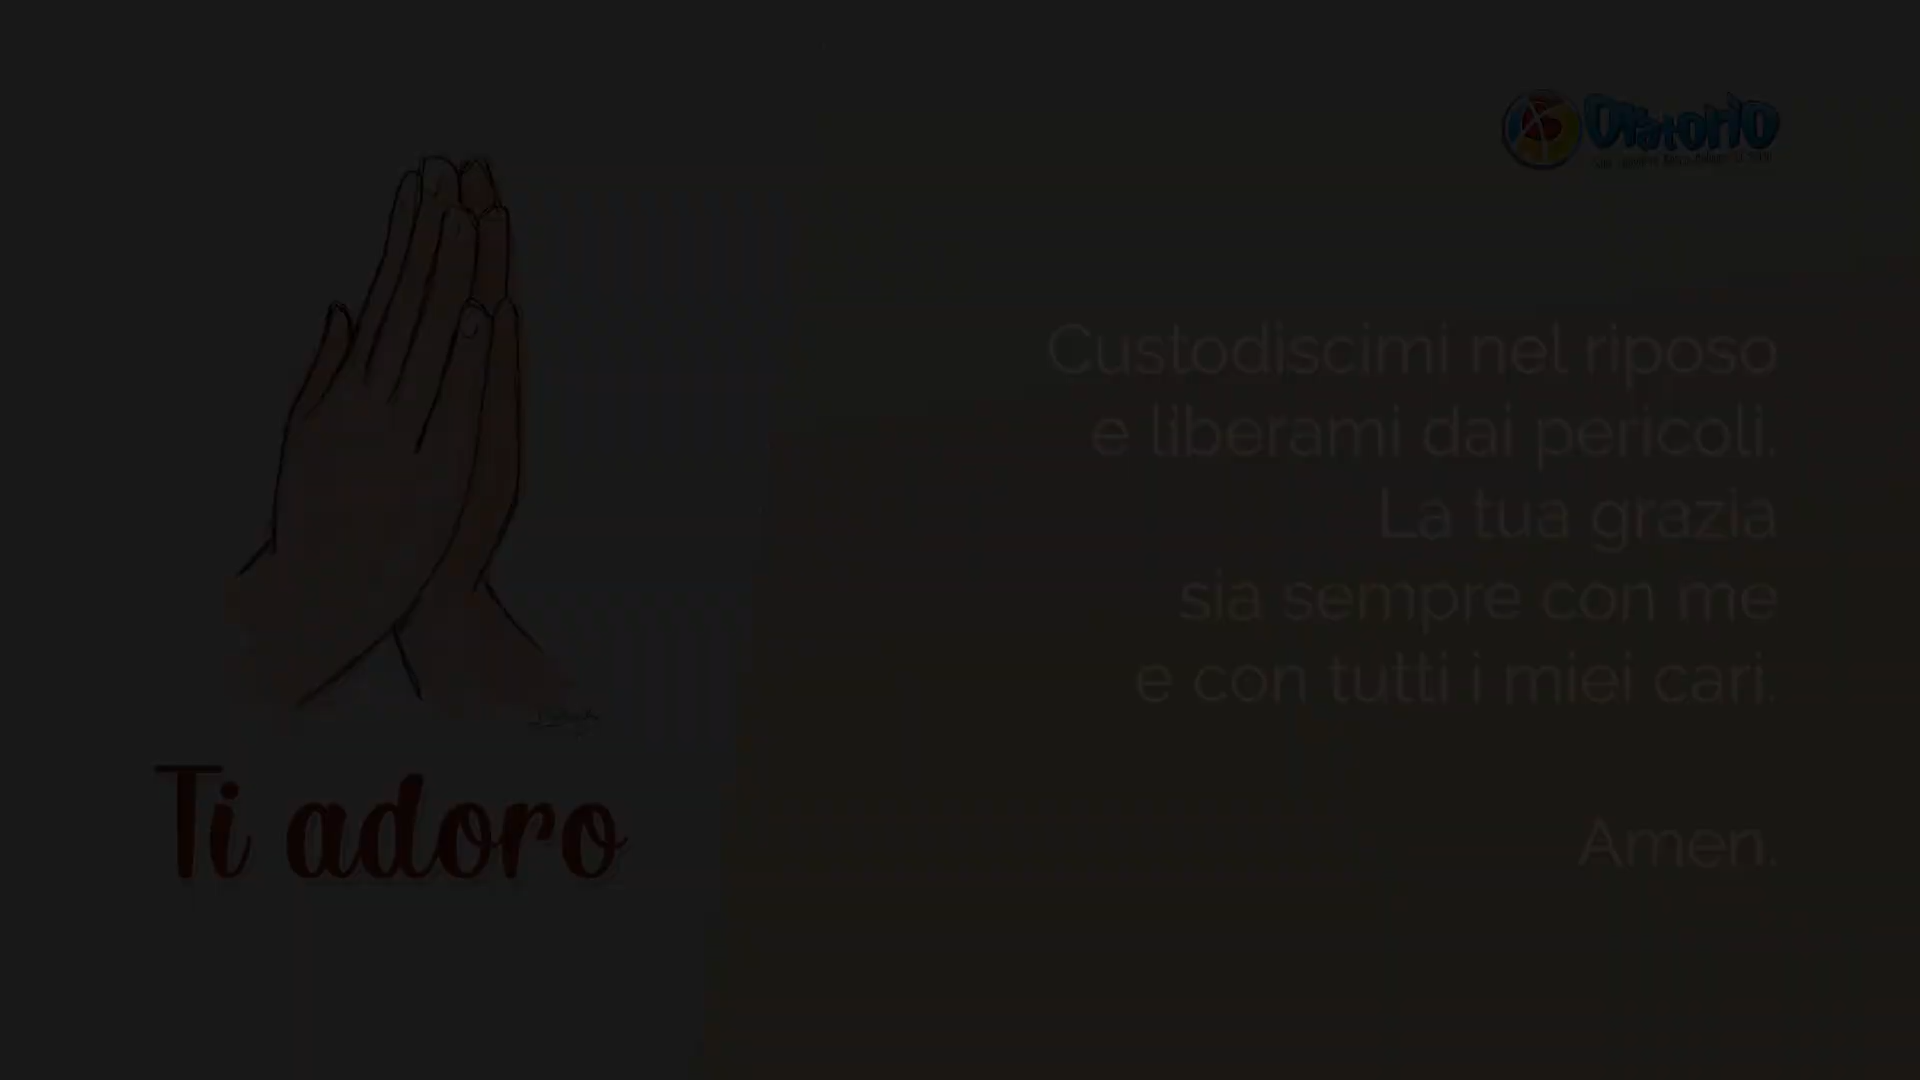 Oratorio
Custodiscimi nel riposo
e liberami dai pericoli.
La tua grazia
sia sempre con me
e con tutti i miei cari.
Amen.
Ti adoro